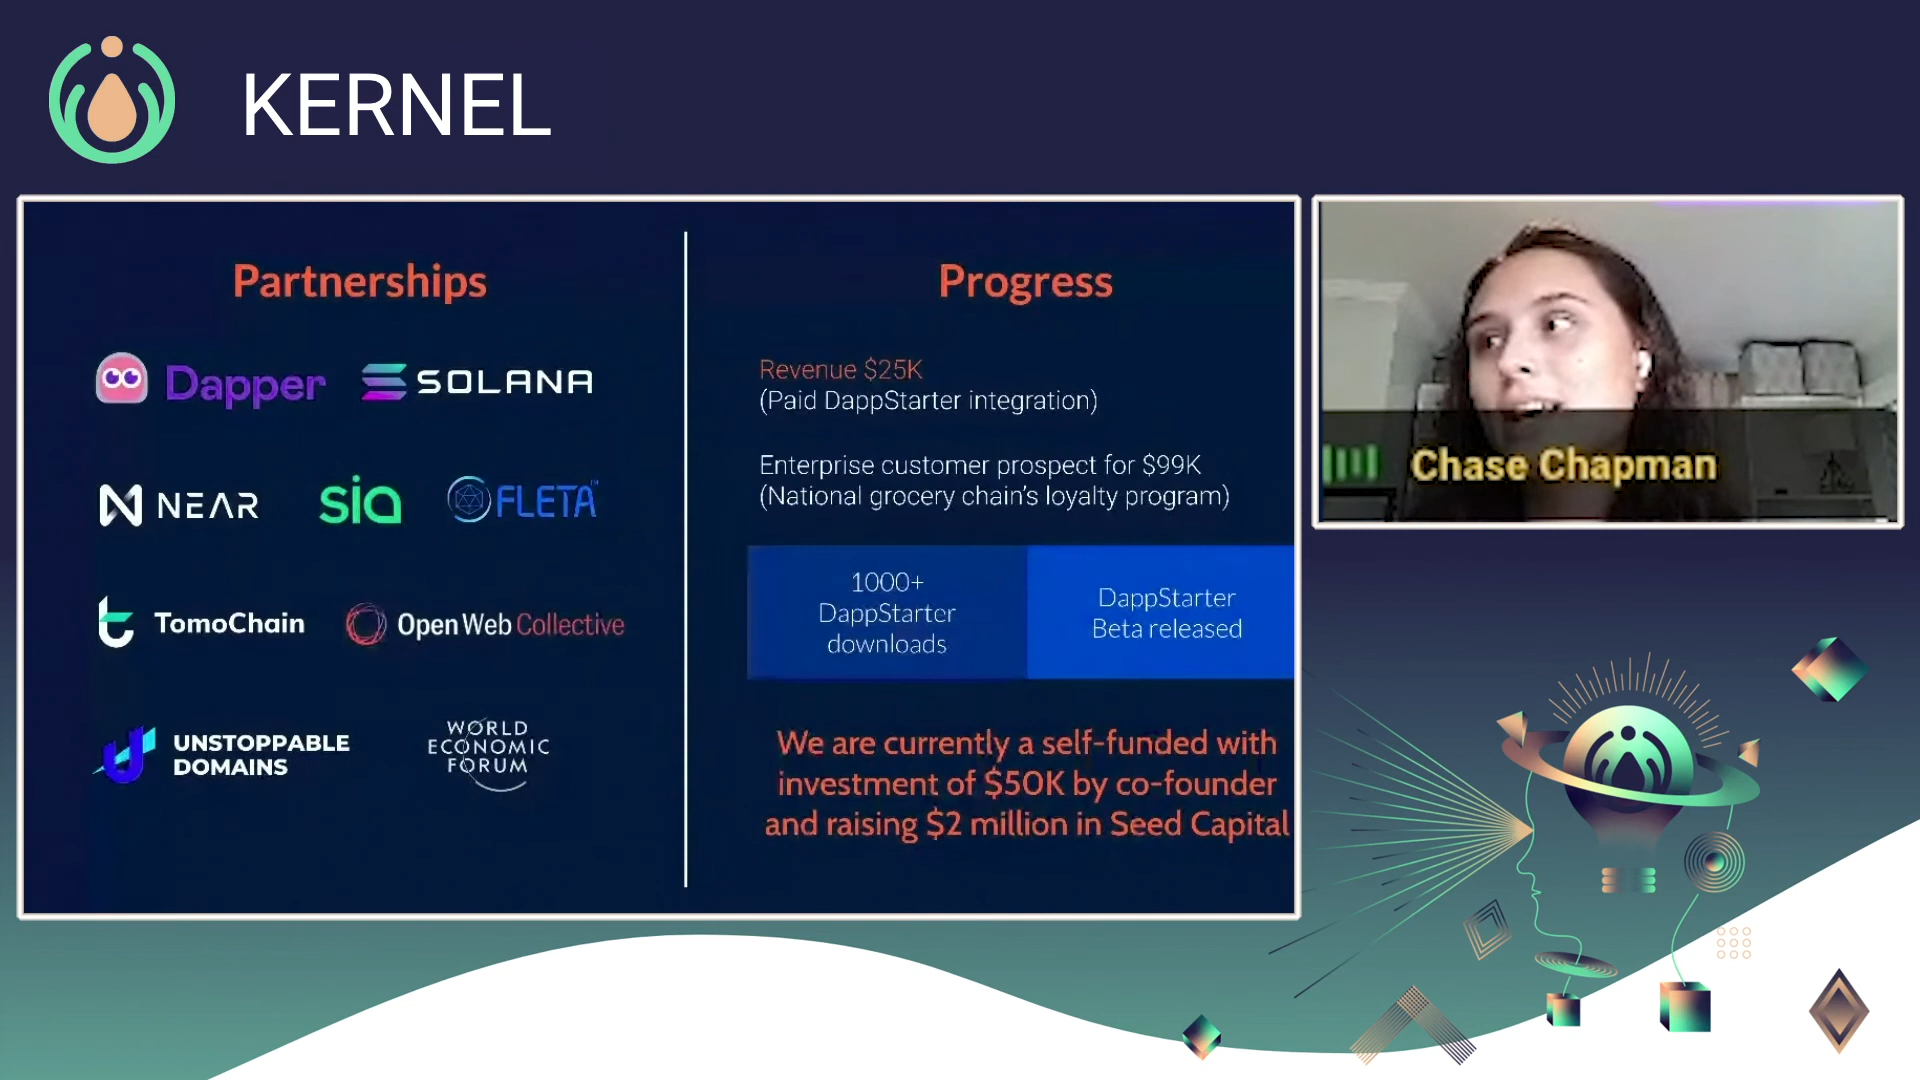 KERNEL
Partnerships
Dapper
SOLANA
NEAR
sia
FLETA™
TomoChain
Open Web Collective
UNSTOPPABLE
DOMAINS
WORLD
ECONOMIC
FORUM
Progress
Revenue $25K
(Paid DappStarter integration)
Enterprise customer prospect for $99K
(National grocery chain's loyalty program)
1000+
DappStarter
downloads
DappStarter
Beta released
We are currently a self-funded with
investment of $50K by co-founder
and raising $2 million in Seed Capital
Chase Chapman